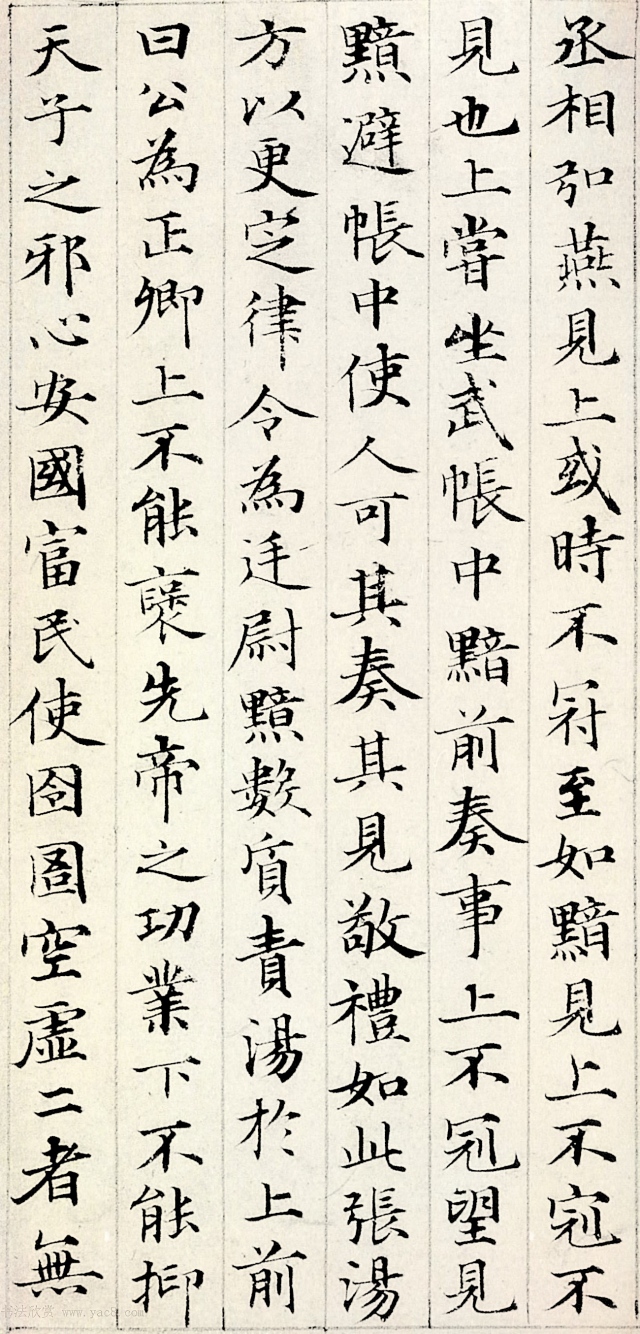 丞相弘燕見上或時不冠至如黯見上不冠不
見也上嘗坐武帳中黯前奏事上不冠望見
黯避帳中使人可其奏其見敬禮如此張湯
方以更定律令為廷尉黯數質責湯於上前
曰公為正卿上不能褒先帝之功業下不能抑
天子之邪心安國富民使囹圄空虛二者無
书法欣赏 www.yac8.com